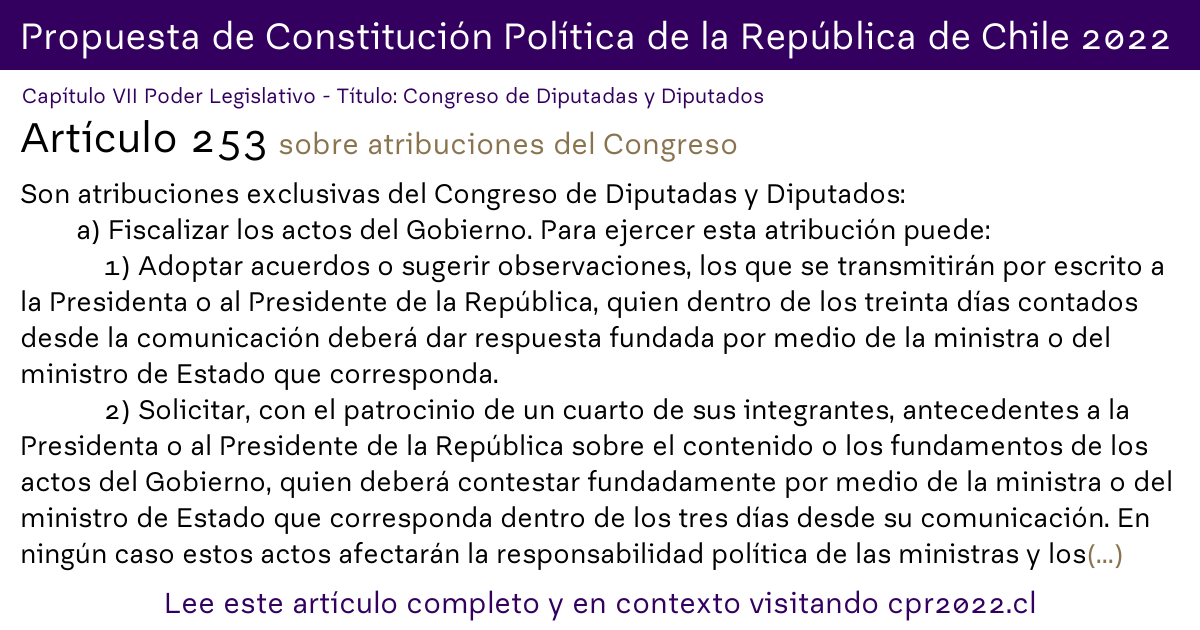 Propuesta de Constitución Política de la República de Chile 2022
Capítulo VII Poder Legislativo - Título: Congreso de Diputadas y Diputados
Artículo 253 sobre atribuciones del Congreso
Son atribuciones exclusivas del Congreso de Diputadas y Diputados:
a) Fiscalizar los actos del Gobierno. Para ejercer esta atribución puede:
1) Adoptar acuerdos o sugerir observaciones, los que se transmitirán por escrito a
la Presidenta o al Presidente de la República, quien dentro de los treinta días contados
desde la comunicación deberá dar respuesta fundada por medio de la ministra o del
ministro de Estado que corresponda.
2) Solicitar, con el patrocinio de un cuarto de sus integrantes, antecedentes a la
Presidenta o al Presidente de la República sobre el contenido o los fundamentos de los
actos del Gobierno, quien deberá contestar fundadamente por medio de la ministra o del
ministro de Estado que corresponda dentro de los tres días desde su comunicación. En
ningún caso estos actos afectarán la responsabilidad política de las ministras y los(...)
Lee este artículo completo y en contexto visitando cpr2022.cl